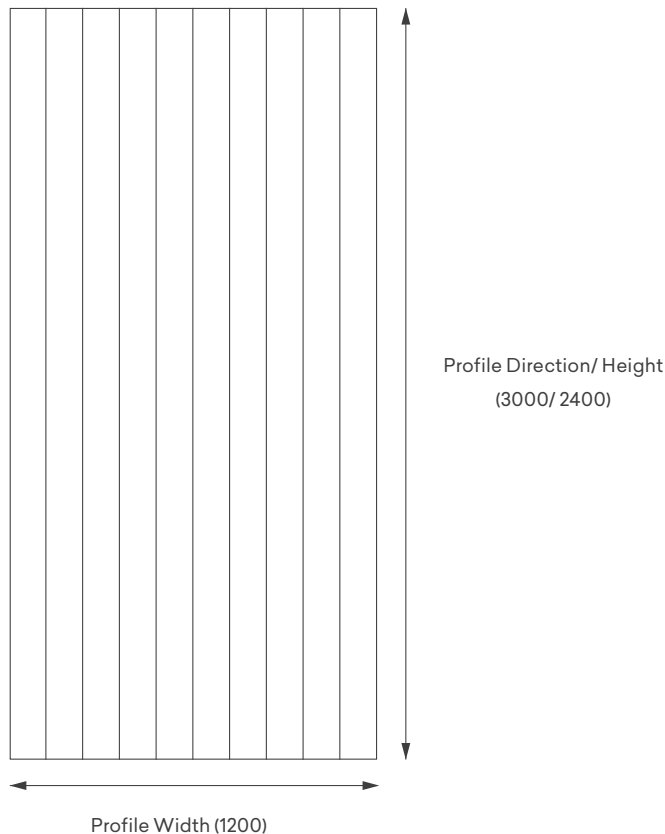 Profile Direction/ Height
(3000/ 2400)
Profile Width (1200)